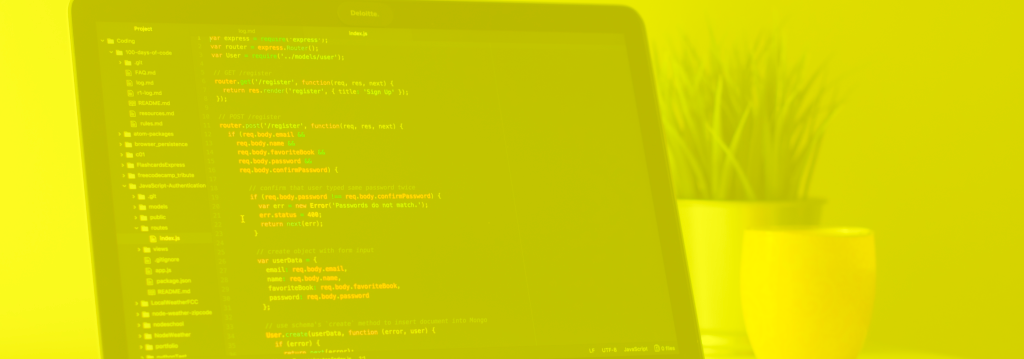 Deloitte.
Project
index.js
Coding
100-days-of-code
.git
FAQ.md
log.md
r1-log.md
README.md
resources.md
rules.md
atom-packages
browser_persistence
FlashcardsExpress
freecodecamp_tribute
JavaScript-Authentication
.git
models
public
routes
index.js
views
.gitignore
app.js
package.json
README.md
LocalWeatherFCC
node-weather-zipcode
nodeschool
NodeWeather
portfolio
var express = require('express');
var router = express.Router();
var User = require('../models/user');
// GET /register
router.get('/register', function(req, res, next) {
return res.render('register', { title: 'Sign Up' });
});
// POST /register
router.post('/register', function(req, res, next) {
if (req.body.email &&
req.body.name &&
req.body.favoriteBook &&
req.body.password &&
req.body.confirmPassword) {
// confirm that user typed same password twice
if (req.body.password !== req.body.confirmPassword) {
var err = new Error('Passwords do not match.');
err.status = 400;
return next(err);
}
// create object with form input
var userData = {
email: req.body.email,
name: req.body.name,
favoriteBook: req.body.favoriteBook,
password: req.body.password
};
// use schema's `create` method to insert document into Mongo
User.create(userData, function (error, user) {
if (error) {
return next(error);
LF UTF-8 JavaScript 0 files